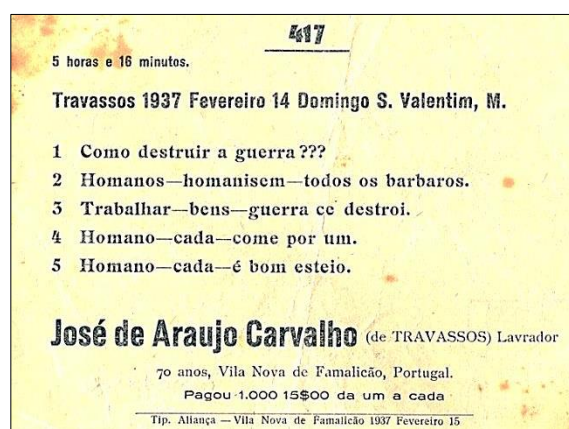 417
5 horas e 16 minutos.
Travassos 1937 Fevereiro 14 Domingo S. Valentim, M.
1 Como destruir a guerra???
2 Homanos—homanisem—todos os barbaros.
3 Trabalhar—bens—guerra ce destroi.
4 Homano—cada—come por um.
5 Homano—cada—é bom esteio.
José de Araujo Carvalho (de TRAVASSOS) Lavrador
70 anos, Vila Nova de Famalicão, Portugal.
Pagou 1.000 15$00 da um a cada
Tip. Aliança — Vila Nova de Famalicão 1937 Fevereiro 15